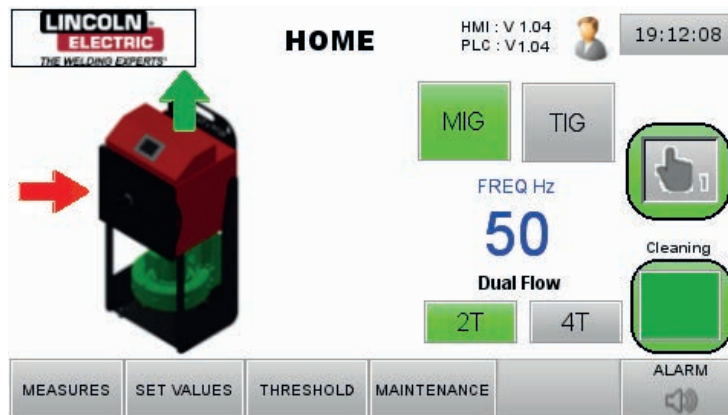 LINCOLN
ELECTRIC
THE WELDING EXPERTS®
HOME
HMI : V 1.04
PLC : V1.04
19:12:08
MIG
TIG
1
FREQ Hz
50
Cleaning
Dual Flow
2T
4T
MEASURES
SET VALUES
THRESHOLD
MAINTENANCE
ALARM